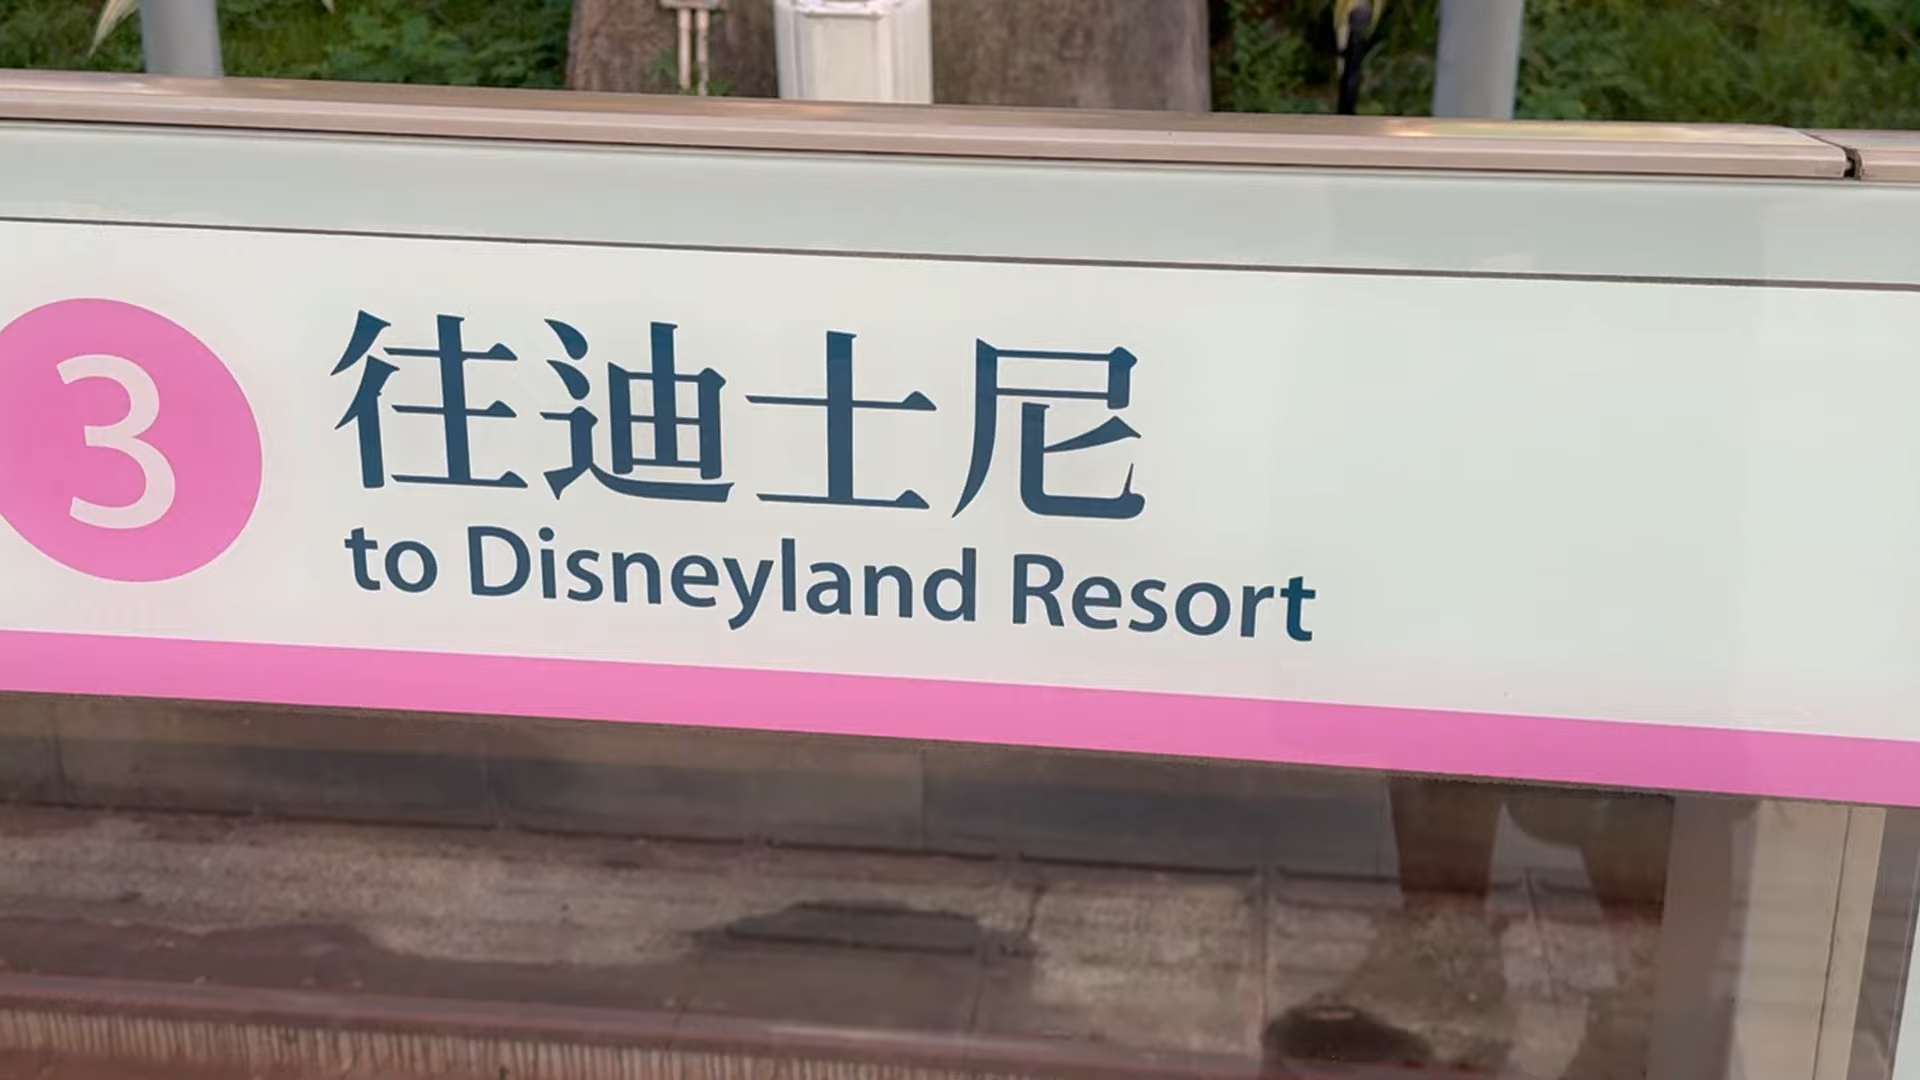 3
往迪士尼
to Disneyland Resort